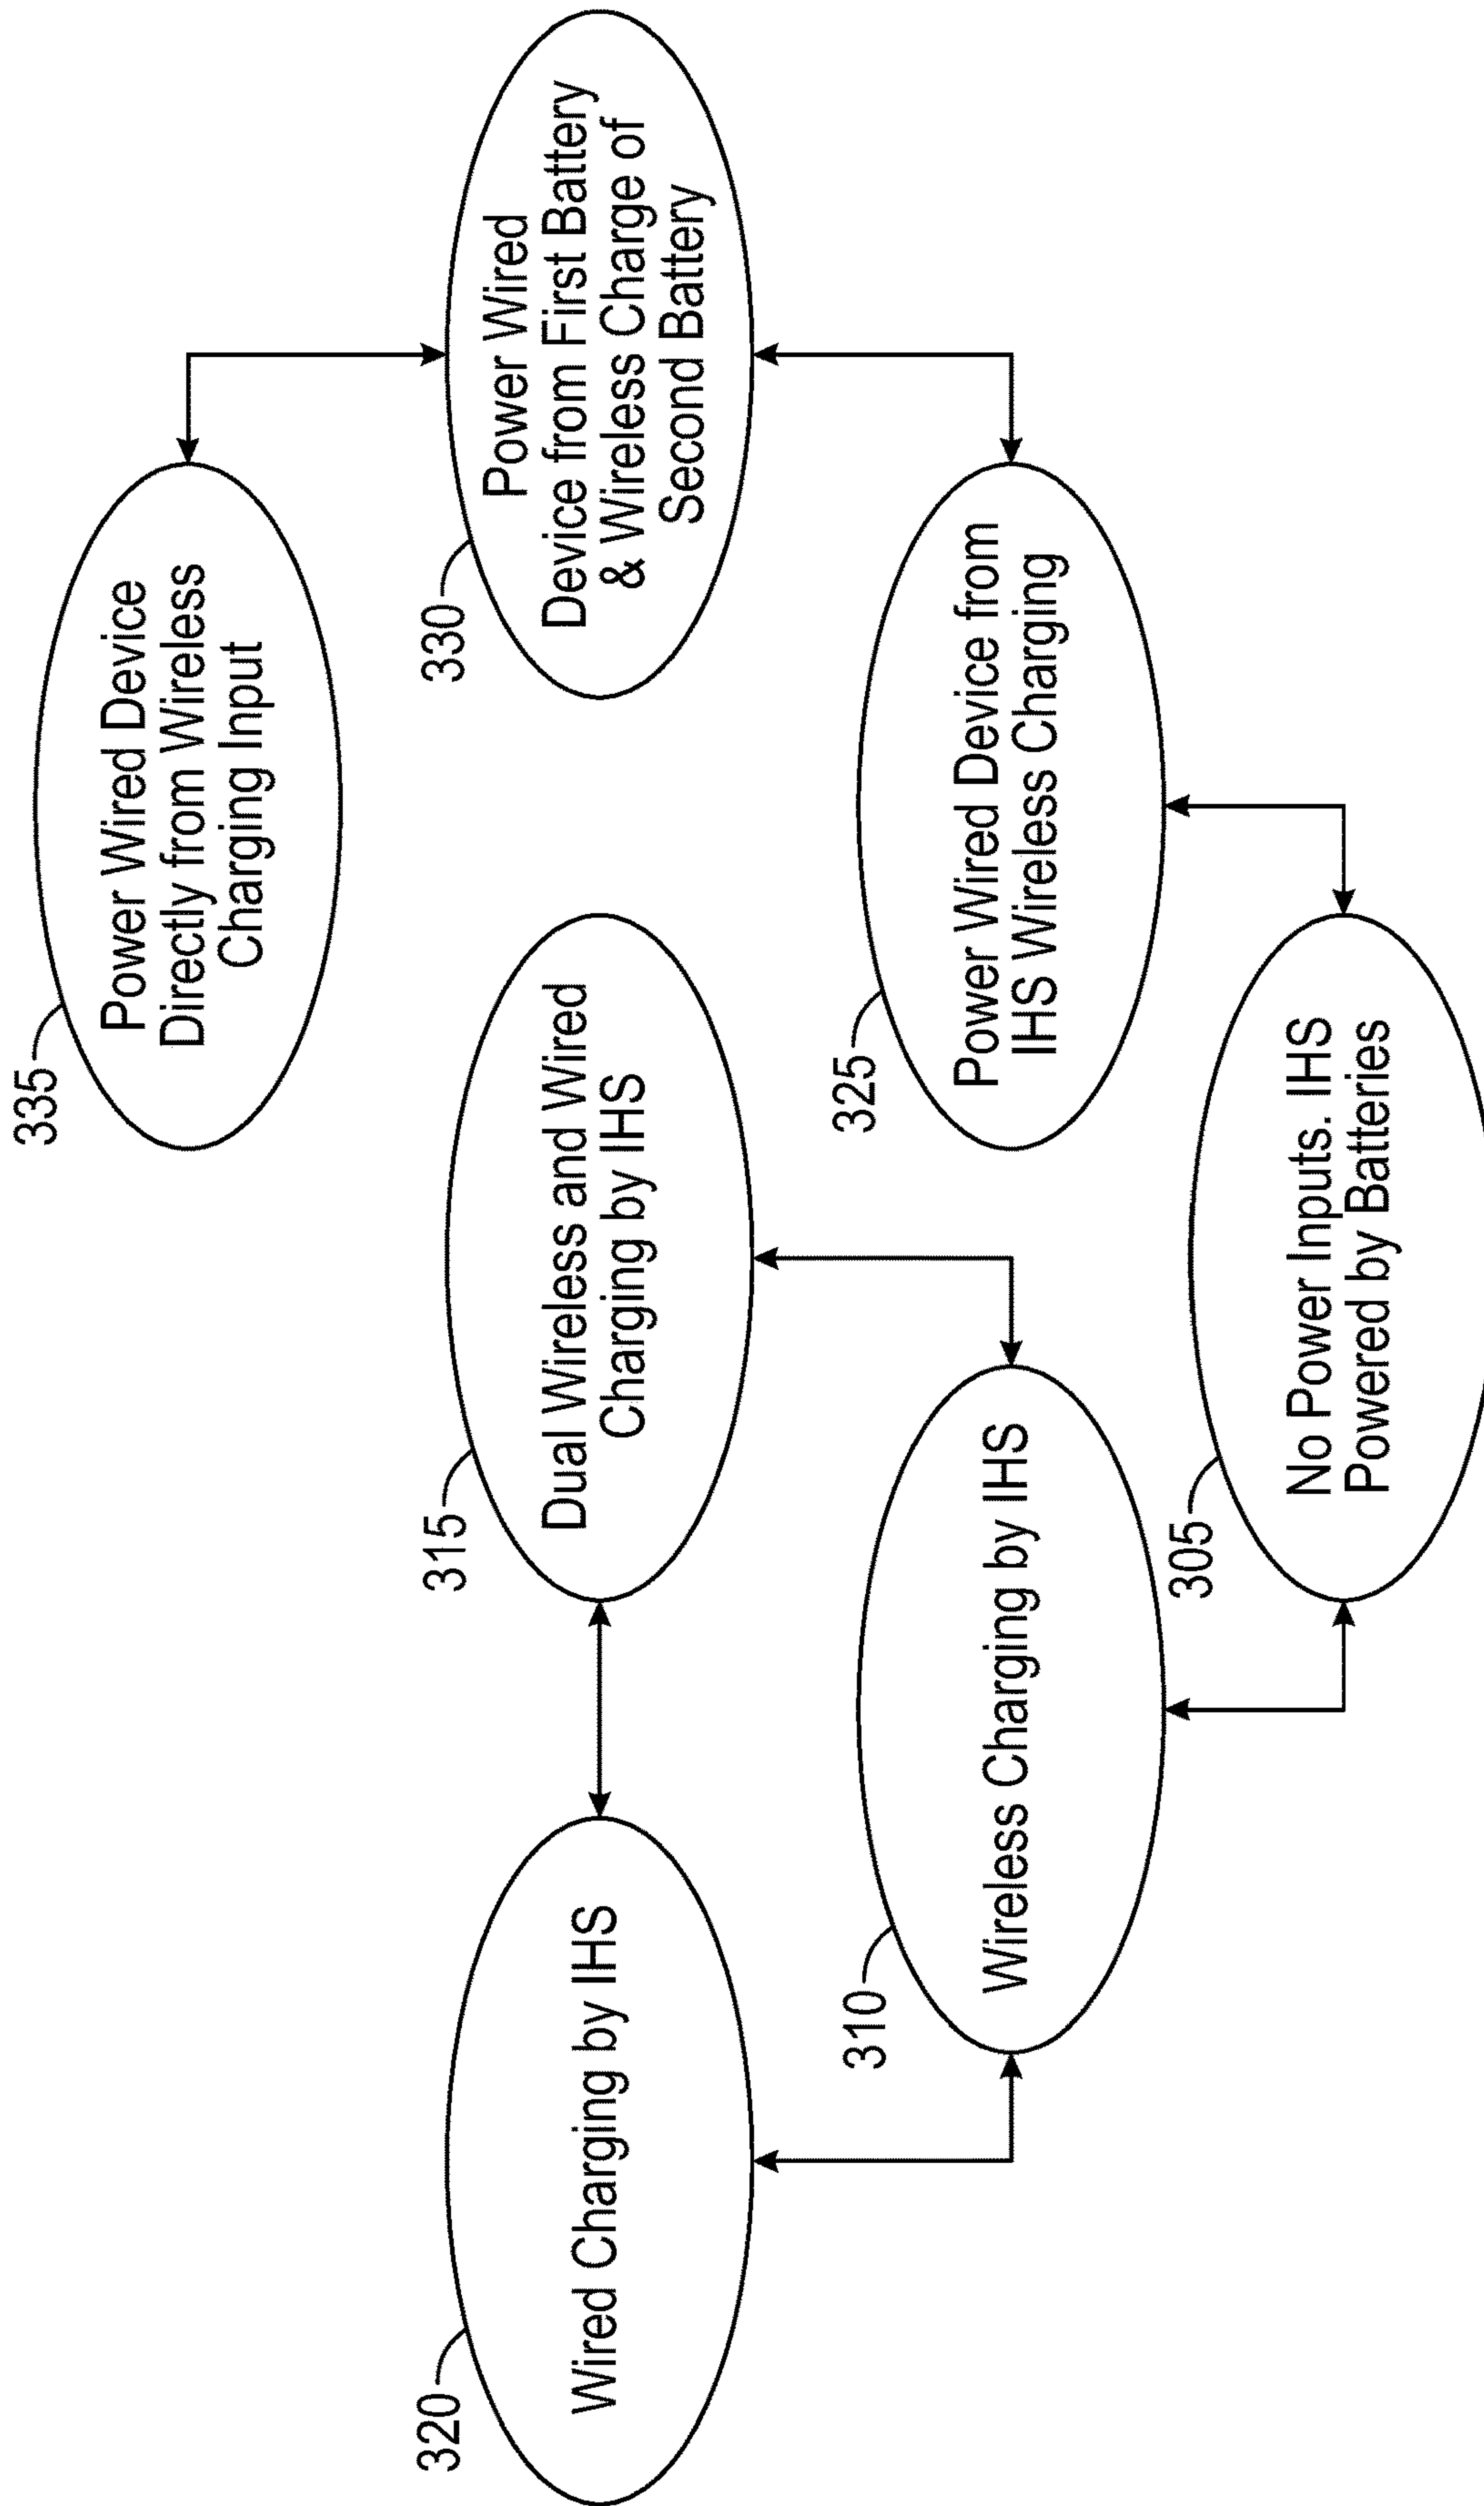 335
Power Wired Device
Directly from Wireless
Charging Input
320
Wired Charging by IHS
315
Dual Wireless and Wired
Charging by IHS
330
Power Wired
Device from First Battery
& Wireless Charge of
Second Battery
310
Wireless Charging by IHS
325
Power Wired Device from
IHS Wireless Charging
305
No Power Inputs. IHS
Powered by Batteries